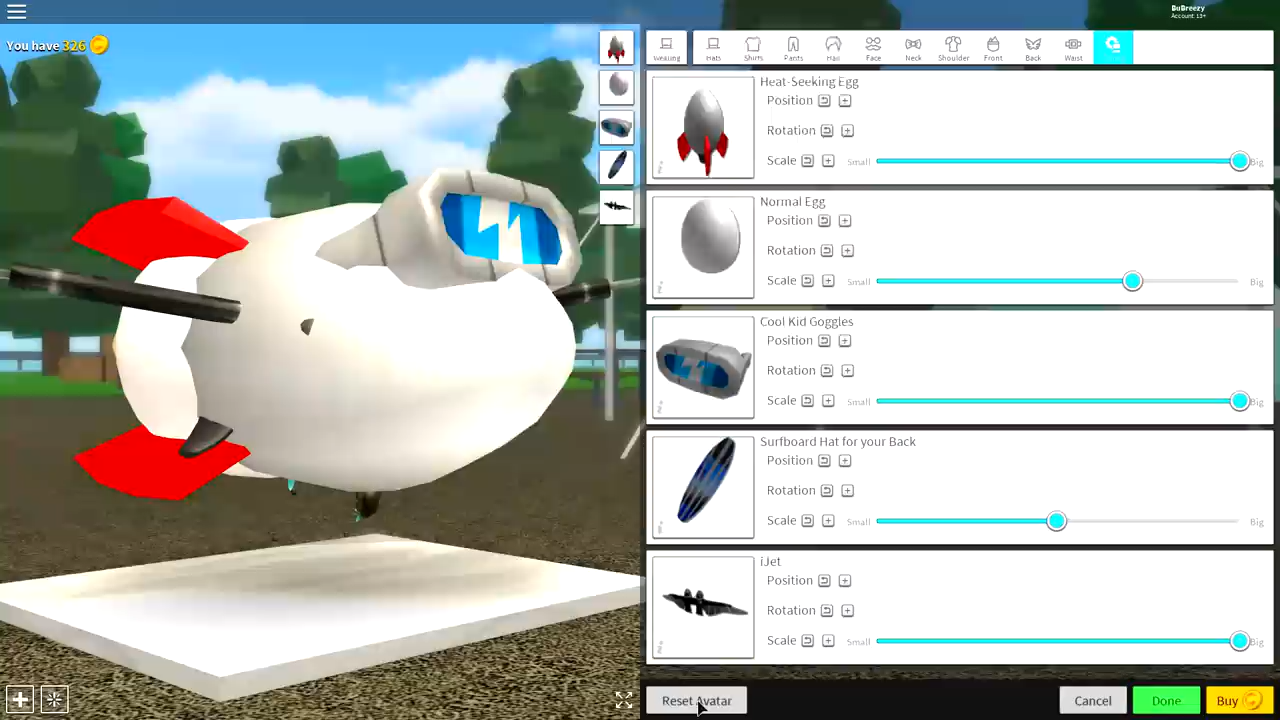 BuBreezy
Account: 13+
You have 326
Wearing
Hats
Shirts
Pants
Hair
Face
Neck
Shoulder
Front
Back
Waist
Heat-Seeking Egg
Position
Rotation
Scale
Small
Big
Normal Egg
Position
Rotation
Scale
Small
Big
Cool Kid Goggles
Position
Rotation
Scale
Small
Big
Surfboard Hat for your Back
Position
Rotation
Scale
Small
Big
iJet
Position
Rotation
Scale
Small
Big
Reset Avatar
Cancel
Done
Buy